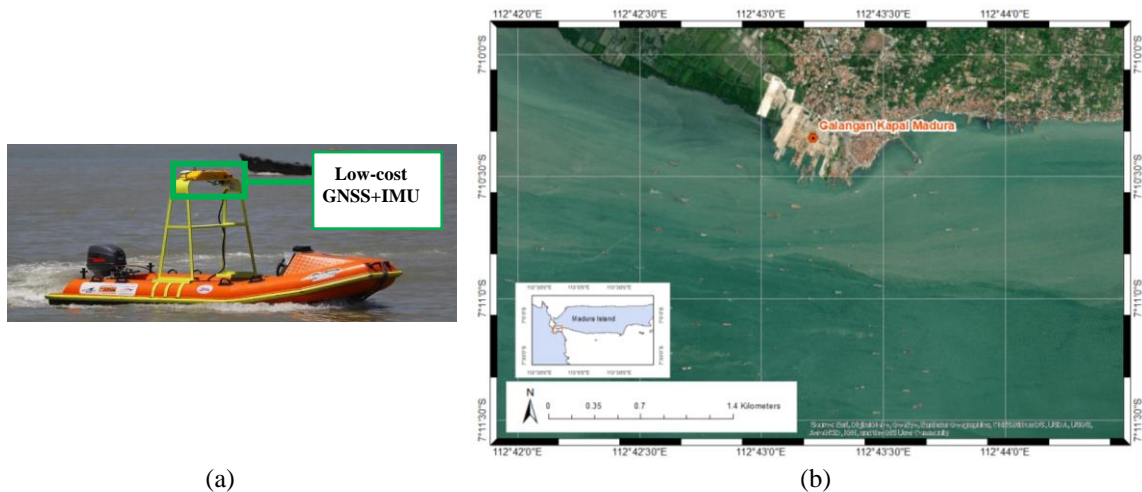 Low-cost
GNSS+IMU
(a)
112°42'0"E 112°42'30"E 112°43'0"E 112°43'30"E 112°44'0"E
7°10'0"S
7°10'30"S
7°11'0"S
7°11'30"S
7°10'0"S
7°10'30"S
7°11'0"S
7°11'30"S
Galangan Kapal Madura
Madura Island
N
0 0.35 0.7 1.4 Kilometers
112°42'0"E 112°42'30"E 112°43'0"E 112°43'30"E 112°44'0"E
(b)